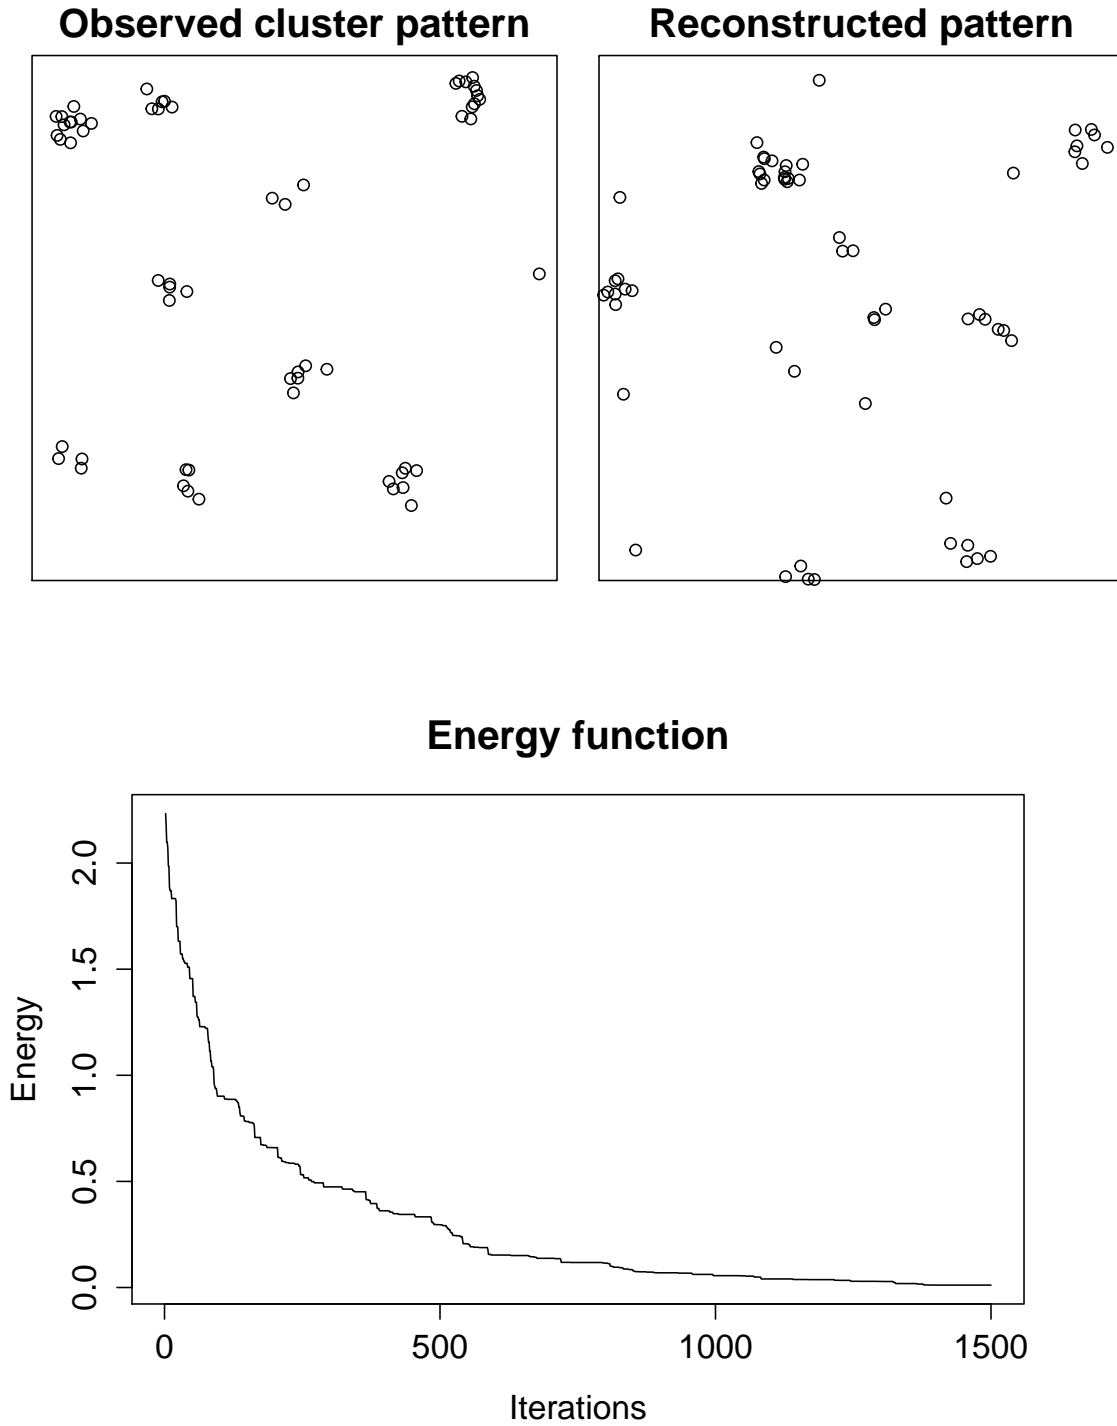 Observed cluster pattern
Reconstructed pattern
Energy function
Energy
2.0
1.5
1.0
0.5
0.0
0 500 1000 1500
Iterations